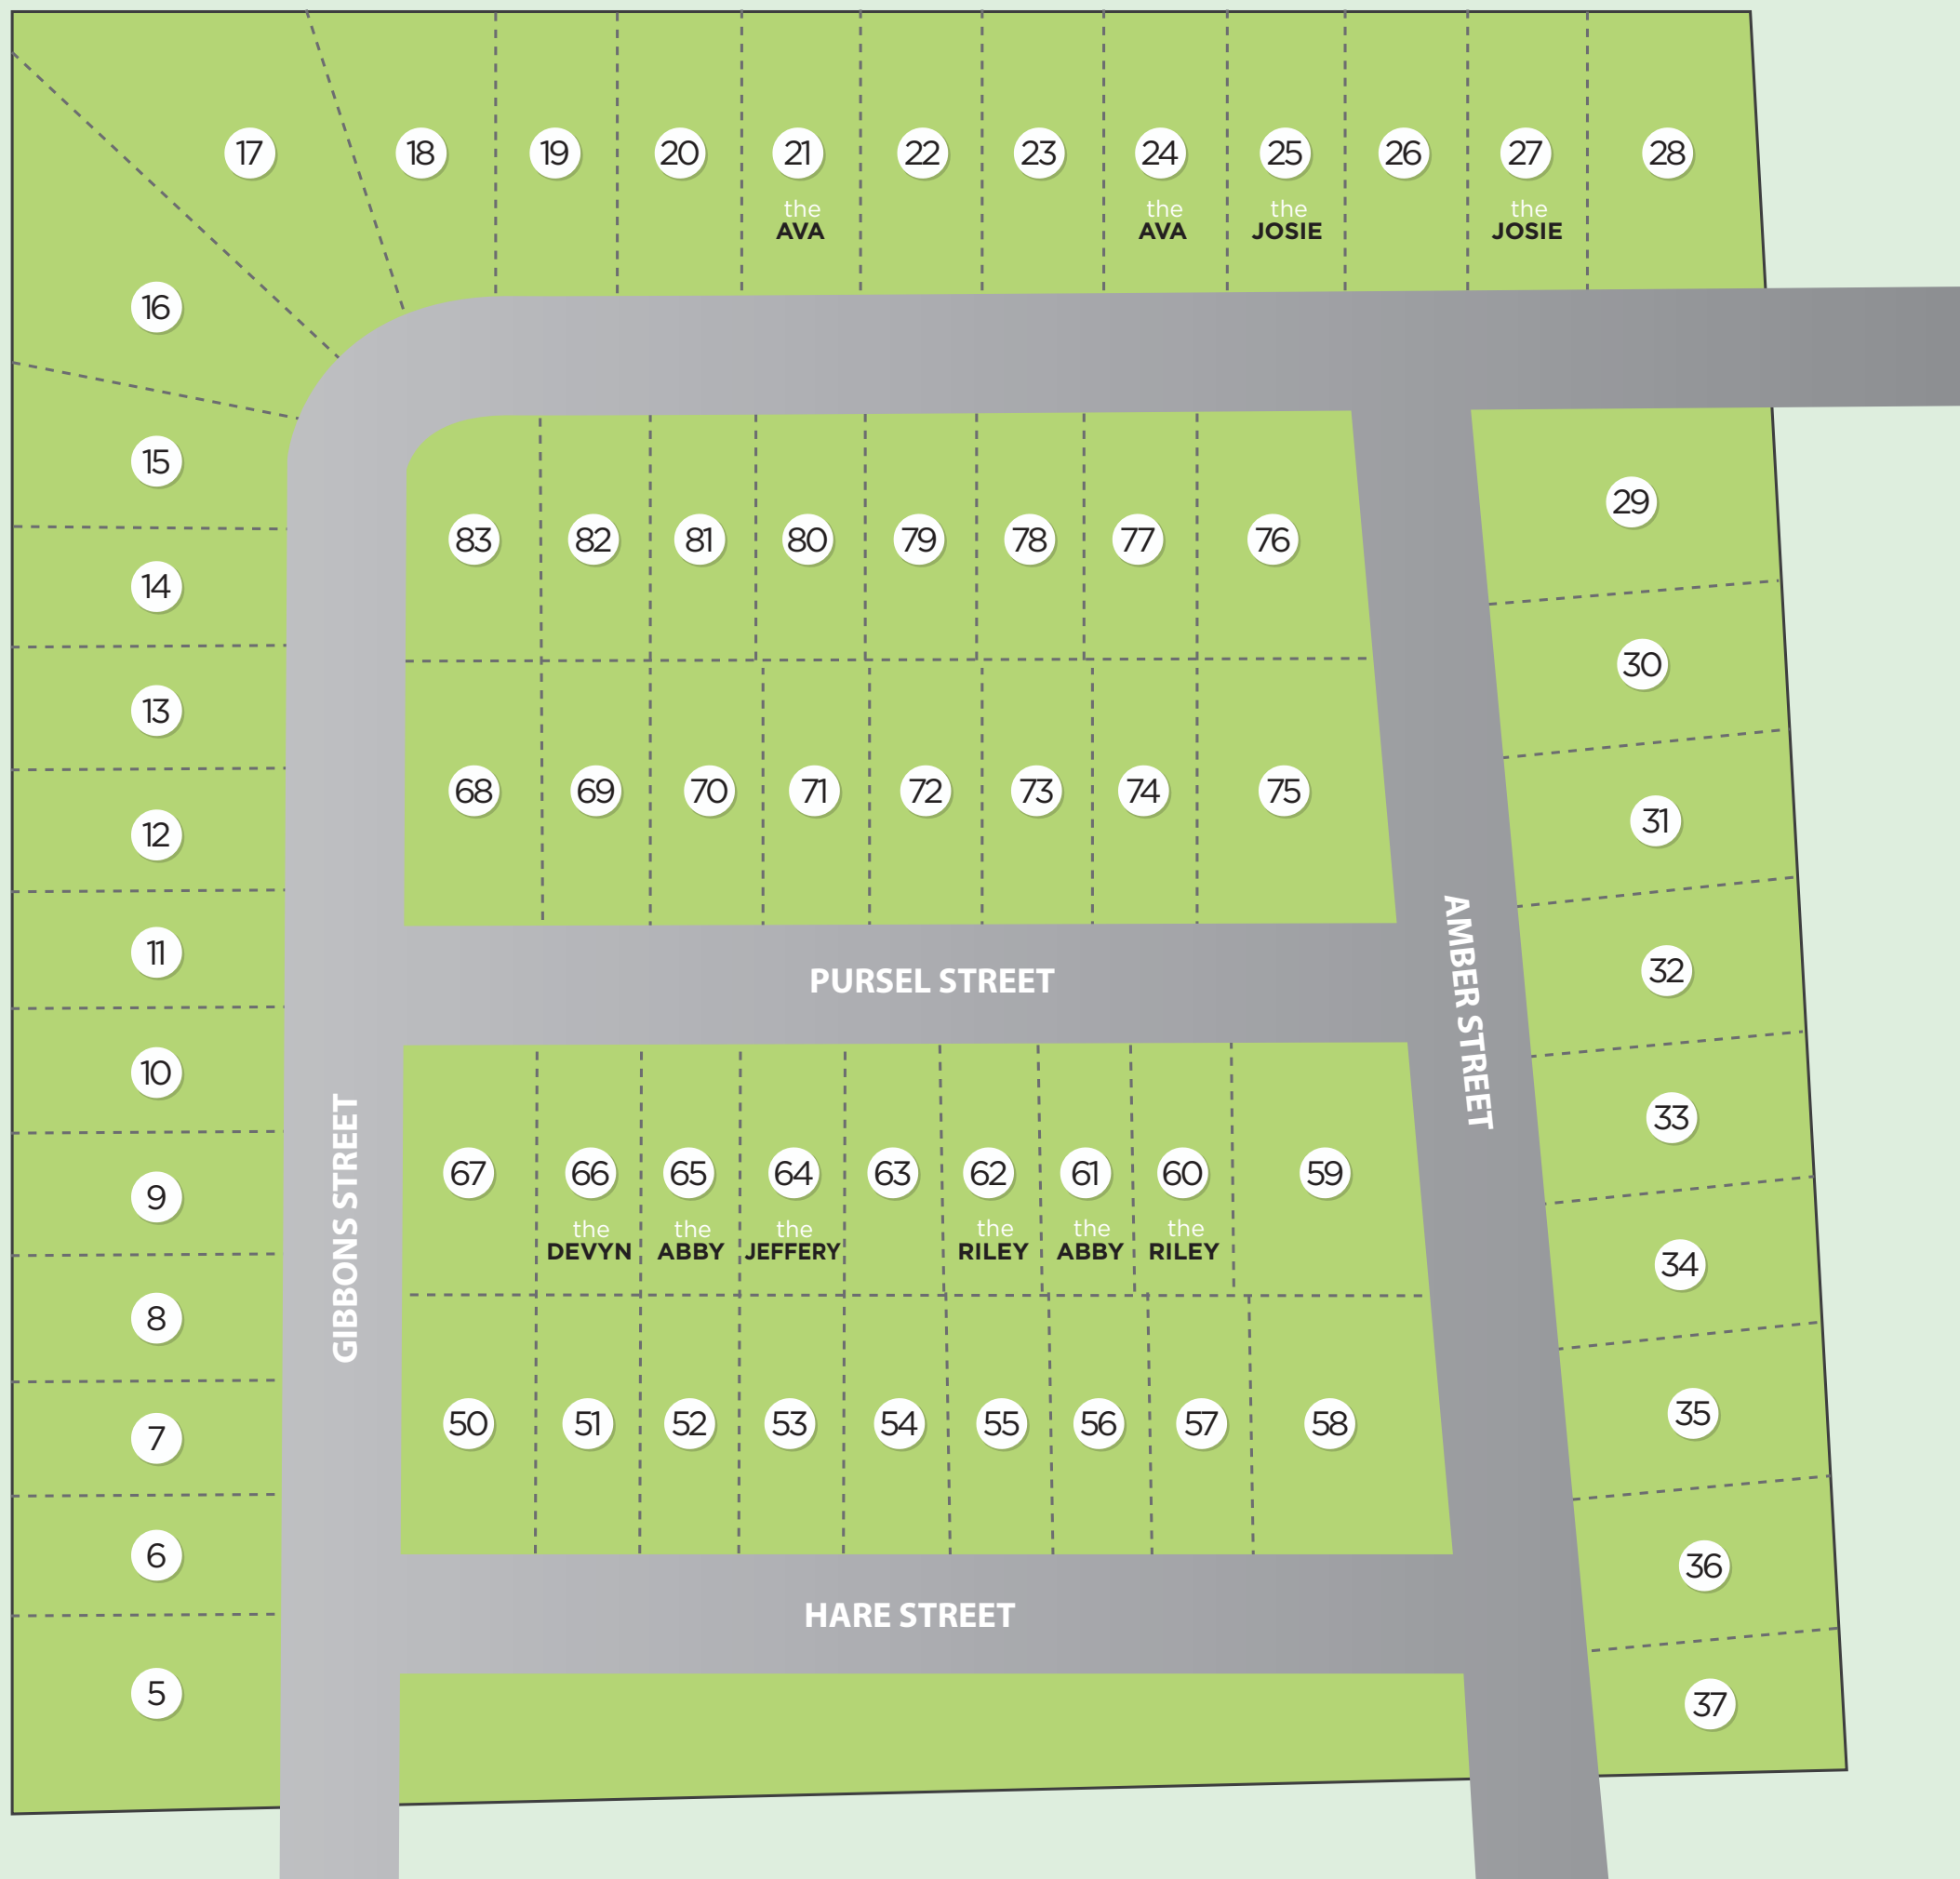 17
18
19
20
21
22
23
24
25
26
27
28
the
AVA
the
AVA
the
JOSIE
the
JOSIE
16
15
14
13
12
11
10
9
8
7
6
5
83
82
81
80
79
78
77
76
68
69
70
71
72
73
74
75
PURSEL STREET
GIBBONS STREET
AMBER STREET
67
66
65
64
63
62
61
60
59
the
DEVYN
the
ABBY
the
JEFFERY
the
RILEY
the
ABBY
the
RILEY
50
51
52
53
54
55
56
57
58
HARE STREET
29
30
31
32
33
34
35
36
37